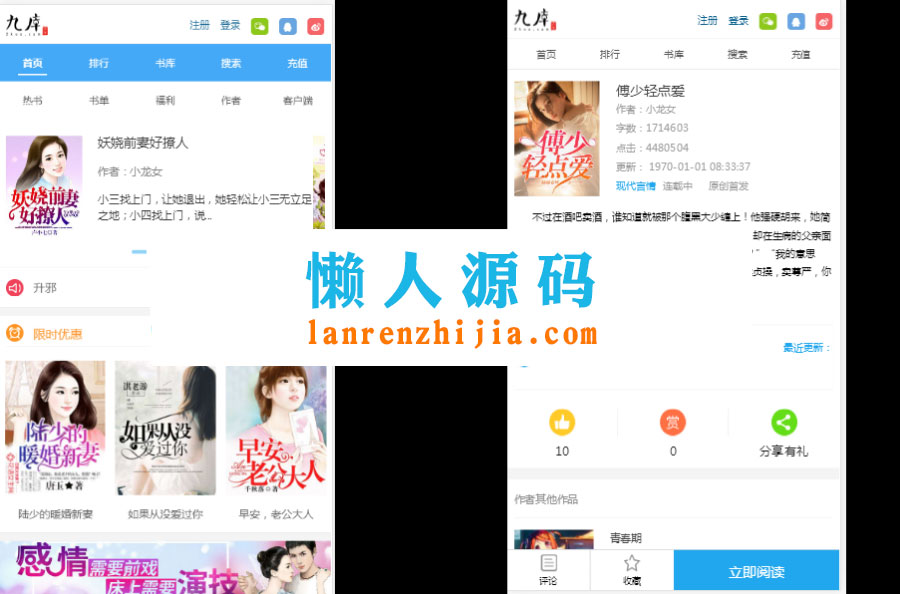 九库
注册 登录
首页 排行 书库 搜索 充值
热书 书单 福利 作者 客户端
妖娆前妻好撩人
妖娆前妻
好撩人
作者：小龙女
小三找上门，让她退出，她轻松让小三无立足
之地；小四找上门，说...
升邪
限时优惠
陆少的
暖婚新妻
唐玉★著
淇老游
如果从没
爱过你
早安
老公大人
陆少的暖婚新妻
如果从没爱过你
早安，老公大人
感情需要前戏
床上需要演技
懒人源码
lanrenzhijia.com
九库
注册 登录
首页 排行 书库 搜索 充值
傅少
轻点爱
傅少轻点爱
作者：小龙女
字数：1714603
点击：4480504
更新： 1970-01-01 08:33:37
现代言情 连载中 原创首发
不过在酒吧卖酒，谁知道就被那个腹黑大少缠上！他强硬胡来，她简
却在生病的父亲面
" "我的意思
贞操，卖尊严，你
最近更新：
赏
10 0 分享有礼
作者其他作品
青春期
评论 收藏 立即阅读